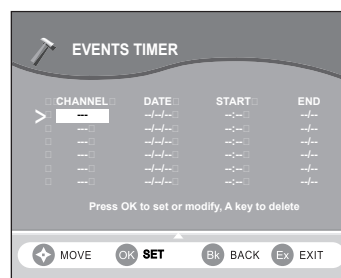 EVENTS TIMER
CHANNEL DATE START END
> --- --/--/-- --:-- --/--
--- --/--/-- --:-- --/--
--- --/--/-- --:-- --/--
--- --/--/-- --:-- --/--
--- --/--/-- --:-- --/--
--- --/--/-- --:-- --/--
Press OK to set or modify, A key to delete
MOVE OK SET Bk BACK Ex EXIT